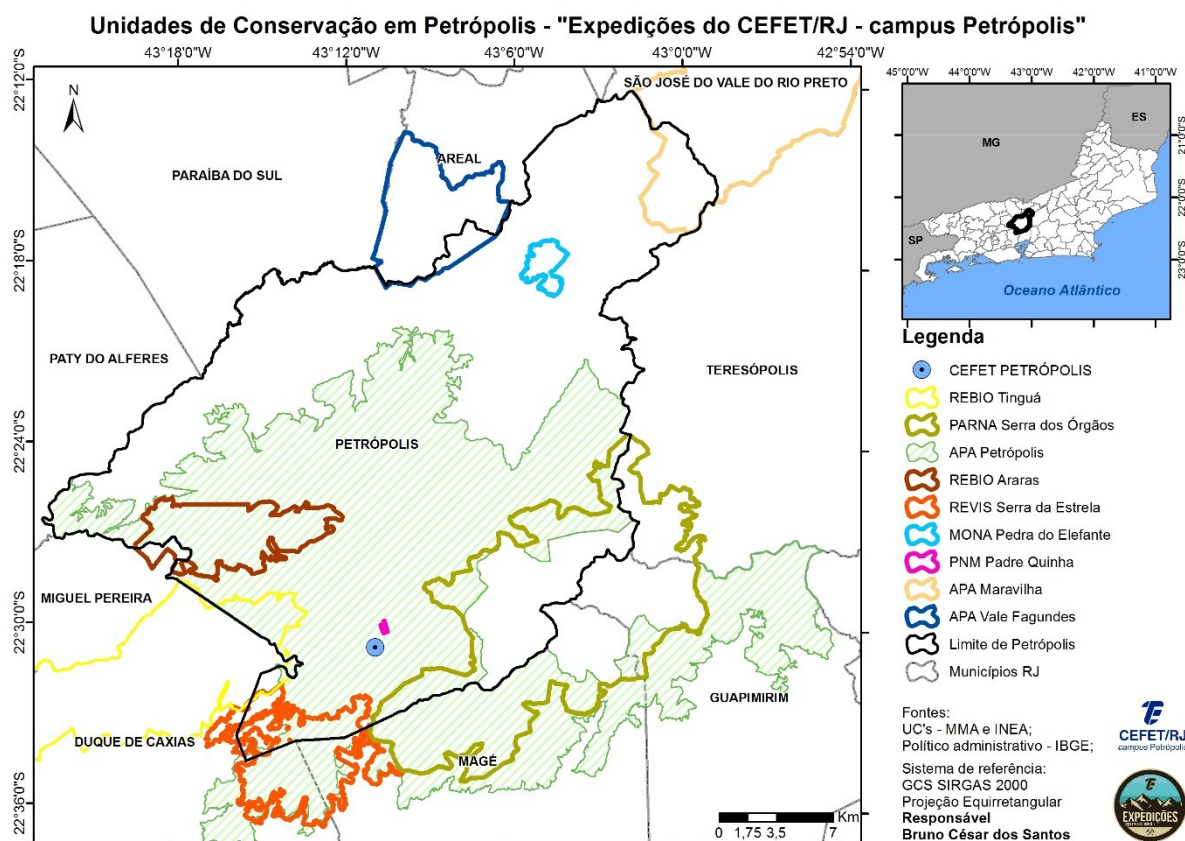 Unidades de Conservação em Petrópolis - "Expedições do CEFET/RJ - campus Petrópolis"
43°18'0"W 43°12'0"W 43°6'0"W 43°0'0"W 42°54'0"W
22°12'0"S
22°18'0"S
22°24'0"S
22°30'0"S
22°36'0"S
N
SÃO JOSÉ DO VALE DO RIO PRETO
AREAL
PARAÍBA DO SUL
PATY DO ALFERES
TERESÓPOLIS
PETRÓPOLIS
MIGUEL PEREIRA
GUAPIMIRIM
DUQUE DE CAXIAS
MAGÉ
Km
0 1,75 3,5 7
45°0'0"W 44°0'0"W 43°0'0"W 42°0'0"W 41°0'0"W
21°0'0"S
22°0'0"S
23°0'0"S
ES
MG
SP
Oceano Atlântico
Legenda
CEFET PETRÓPOLIS
REBIO Tinguá
PARNA Serra dos Órgãos
APA Petrópolis
REBIO Araras
REVIS Serra da Estrela
MONA Pedra do Elefante
PNM Padre Quinha
APA Maravilha
APA Vale Fagundes
Limite de Petrópolis
Municípios RJ
Fontes:
UC's - MMA e INEA;
Político administrativo - IBGE;
Sistema de referência:
GCS SIRGAS 2000
Projeção Equirretangular
Responsável
Bruno César dos Santos
CEFET/RJ
campus Petrópolis
EXPEDIÇÕES